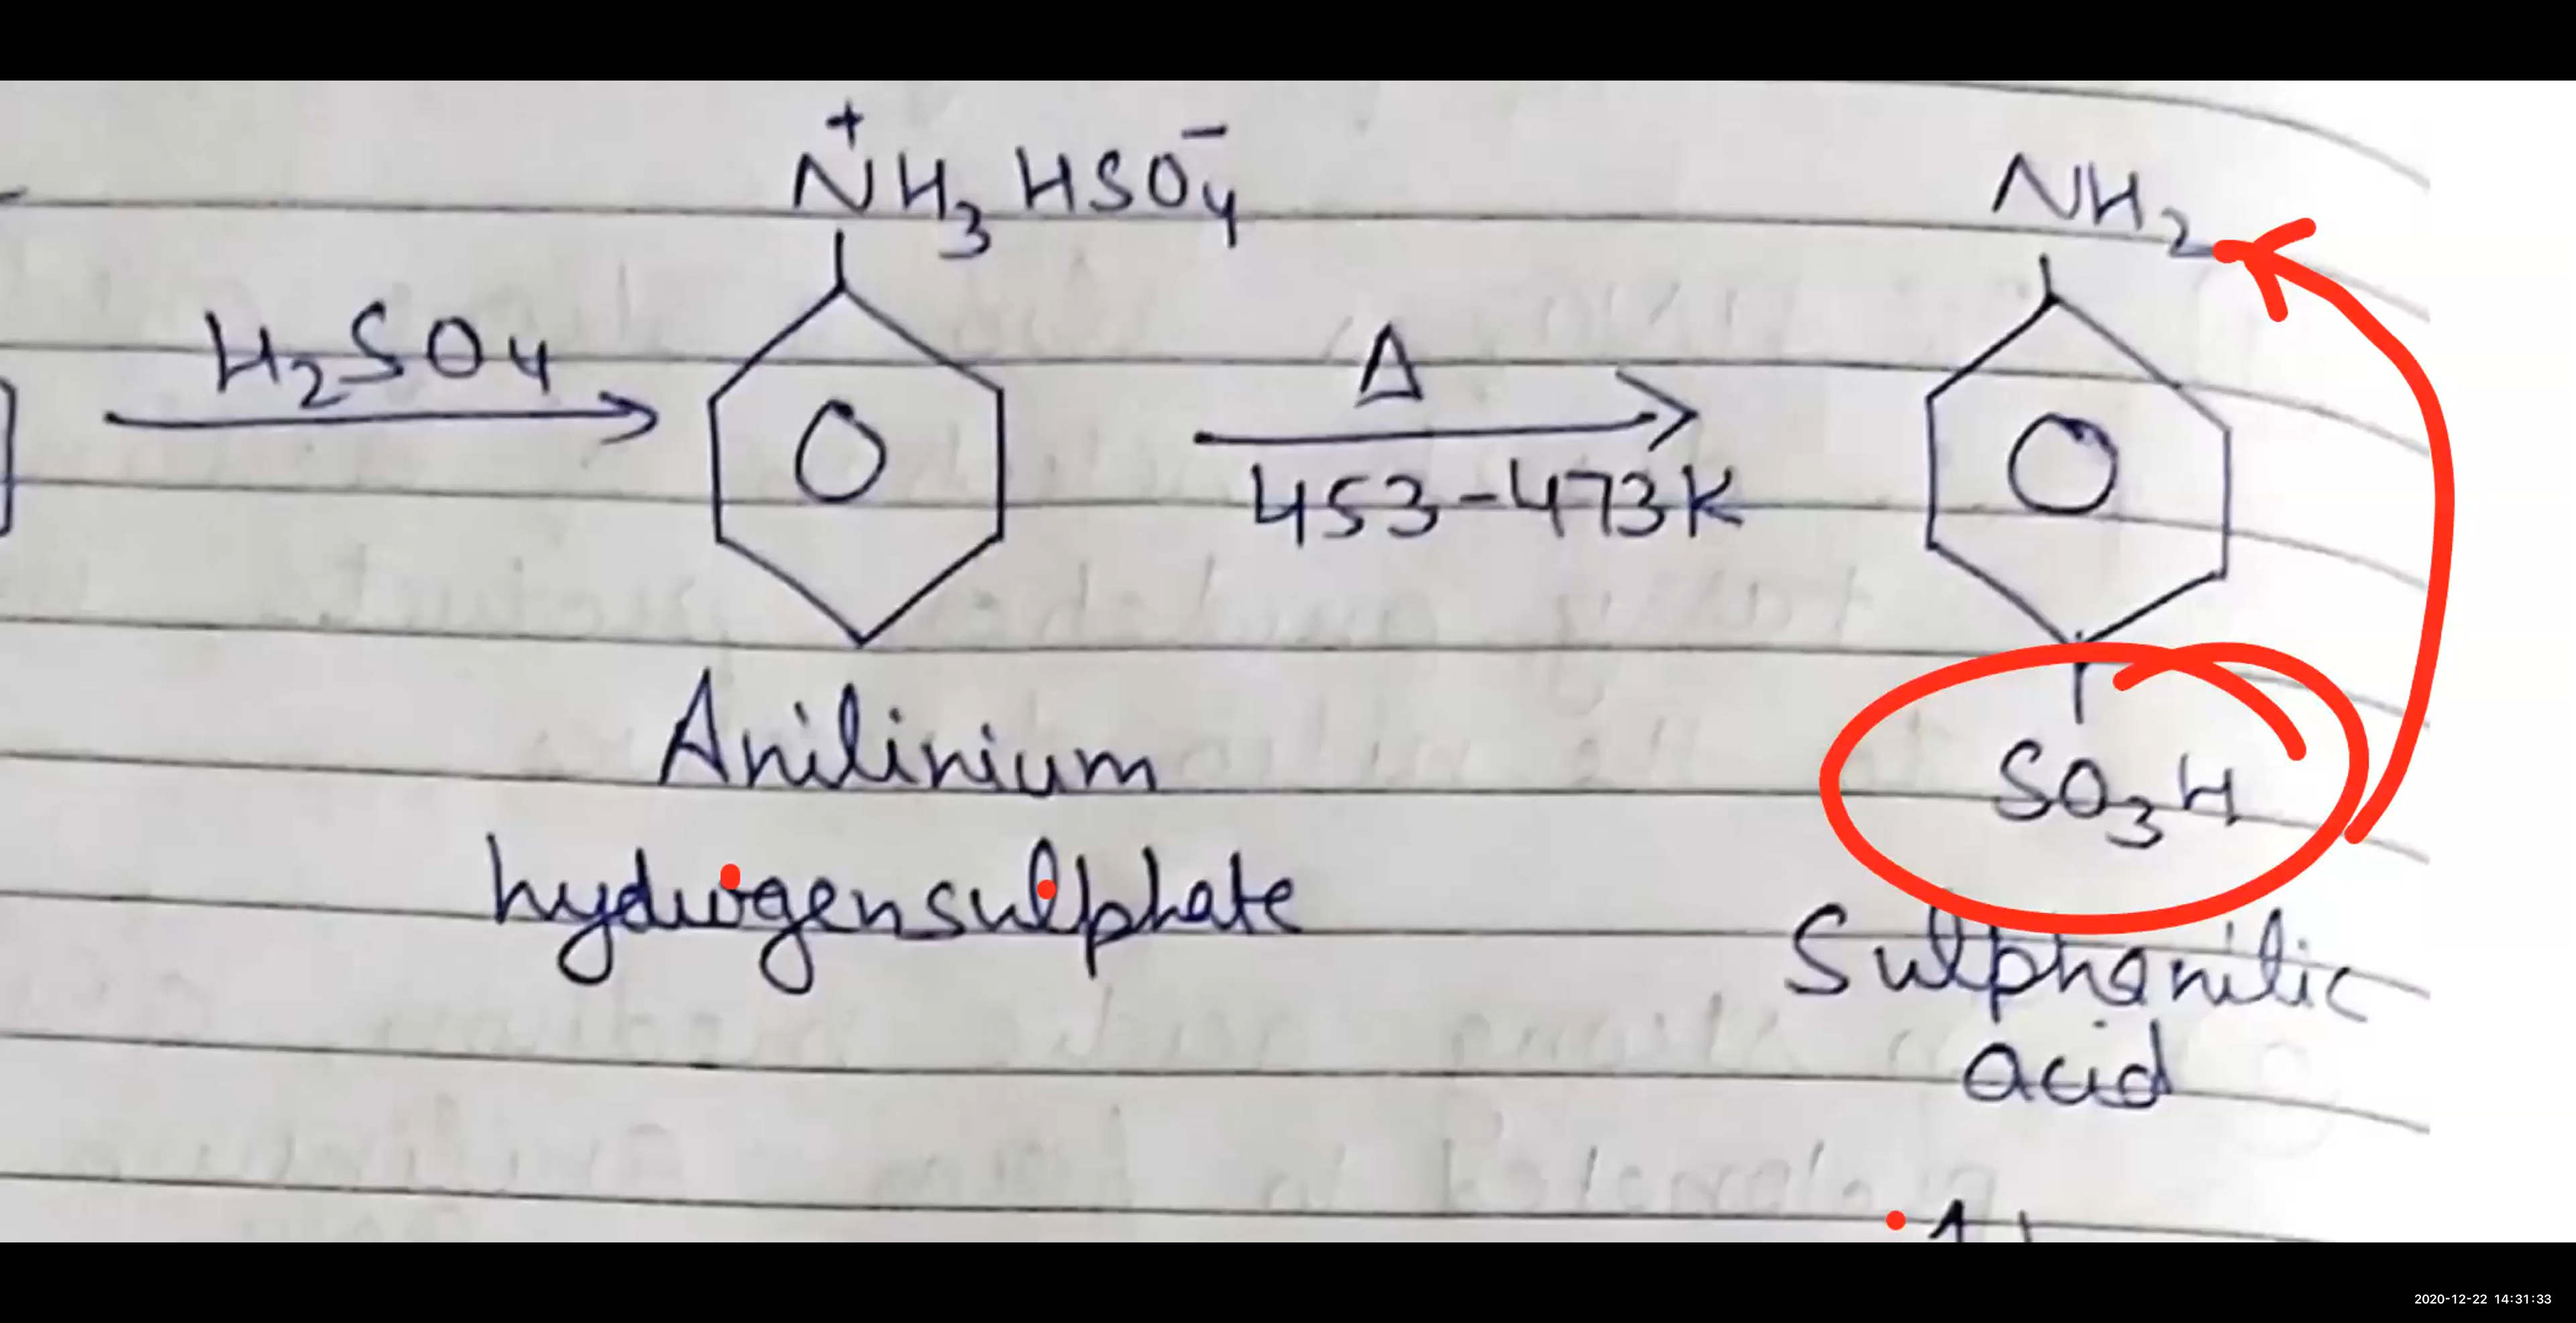 N⁺H₃ HSO₄⁻
NH₂
H₂SO₄
Δ
453-473K
SO₃H
Anilinium
hydrogensulphate
Sulphanilic
acid
2020-12-22 14:31:33